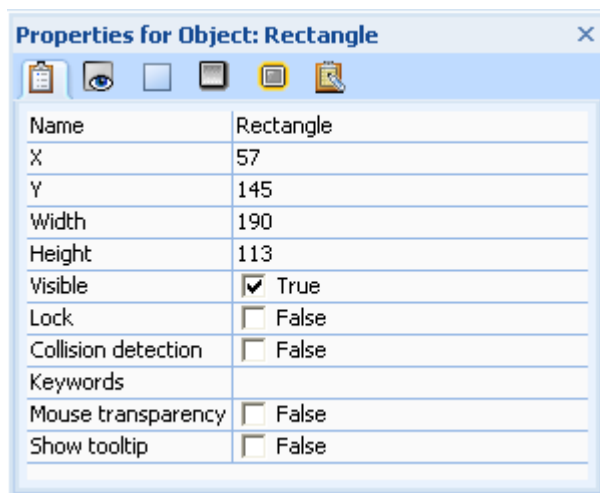 Properties for Object: Rectangle
Name Rectangle
X 57
Y 145
Width 190
Height 113
Visible True
Lock False
Collision detection False
Keywords
Mouse transparency False
Show tooltip False